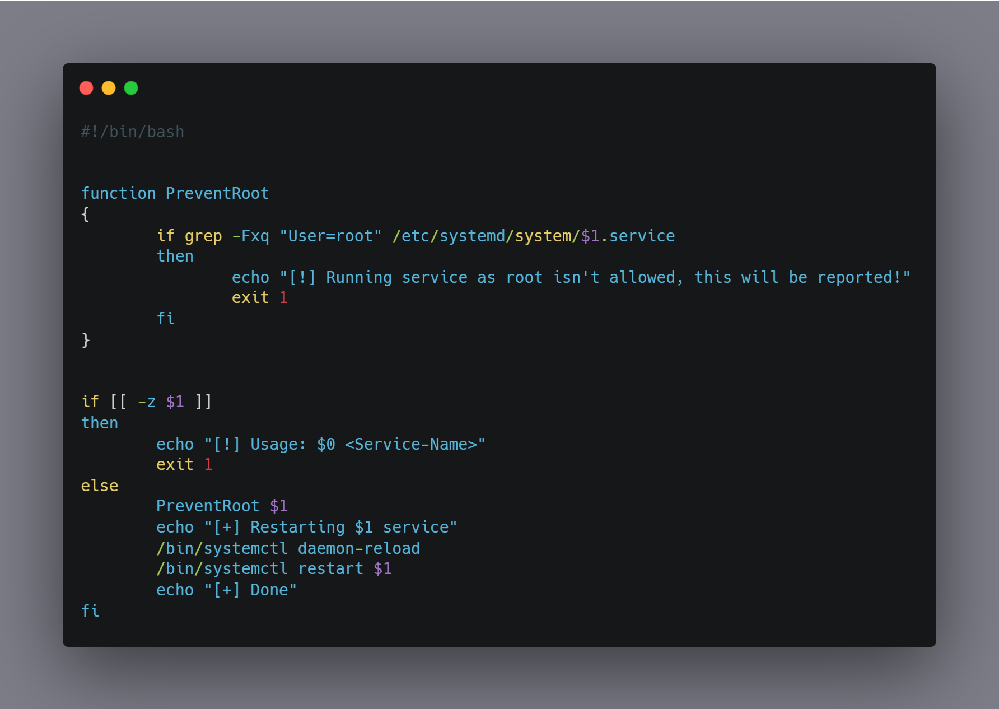 #!/bin/bash
function PreventRoot
{
if grep -Fxq "User=root" /etc/systemd/system/$1.service
then
echo "[!] Running service as root isn't allowed, this will be reported!"
exit 1
fi
}
if [[ -z $1 ]]
then
echo "[!] Usage: $0 <Service-Name>"
exit 1
else
PreventRoot $1
echo "[+] Restarting $1 service"
/bin/systemctl daemon-reload
/bin/systemctl restart $1
echo "[+] Done"
fi